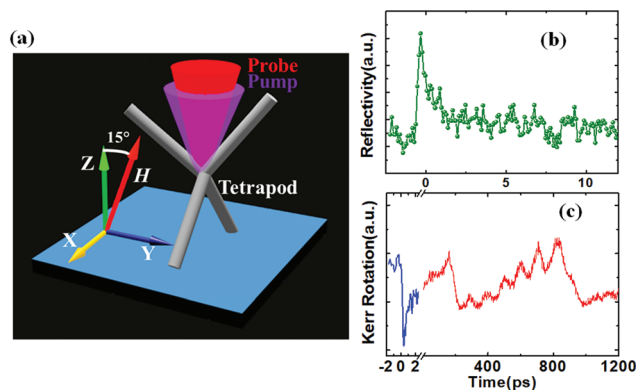 (a)
Probe
Pump
15°
Z
H
Tetrapod
X
Y
(b)
Reflectivity(a.u.)
0 5 10
(c)
Kerr Rotation(a.u.)
-2 0 2 400 800 1200
Time(ps)